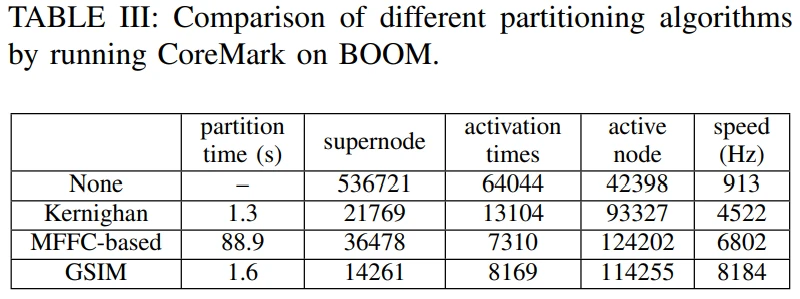 TABLE III: Comparison of different partitioning algorithms
by running CoreMark on BOOM.
partition time (s) supernode activation times active node speed (Hz)
None – 536721 64044 42398 913
Kernighan 1.3 21769 13104 93327 4522
MFFC-based 88.9 36478 7310 124202 6802
GSIM 1.6 14261 8169 114255 8184